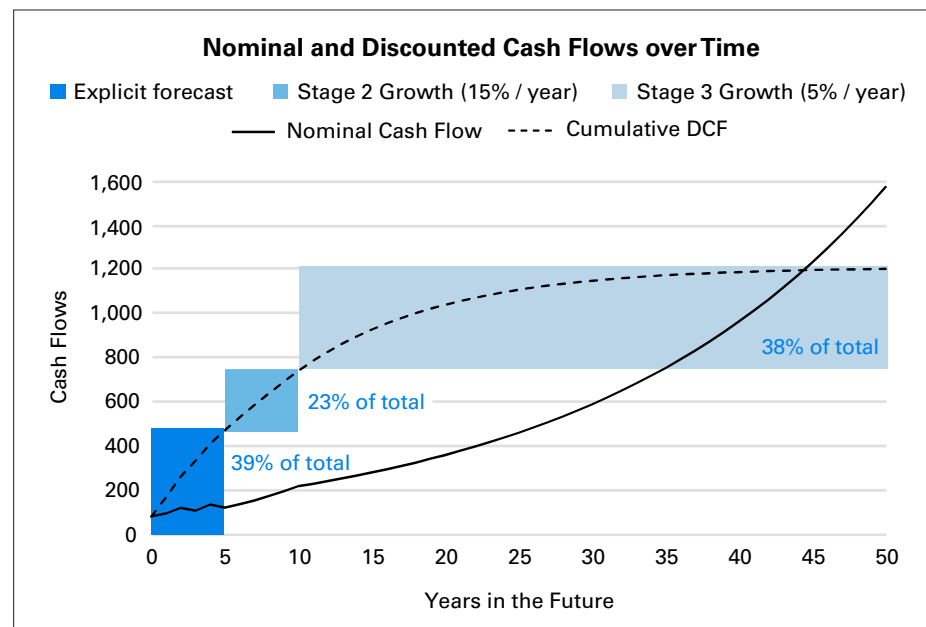 Nominal and Discounted Cash Flows over Time
Explicit forecast Stage 2 Growth (15% / year) Stage 3 Growth (5% / year)
Nominal Cash Flow Cumulative DCF
Cash Flows
1,600
1,400
1,200
1,000
800
600
400
200
0
38% of total
23% of total
39% of total
0 5 10 15 20 25 30 35 40 45 50
Years in the Future